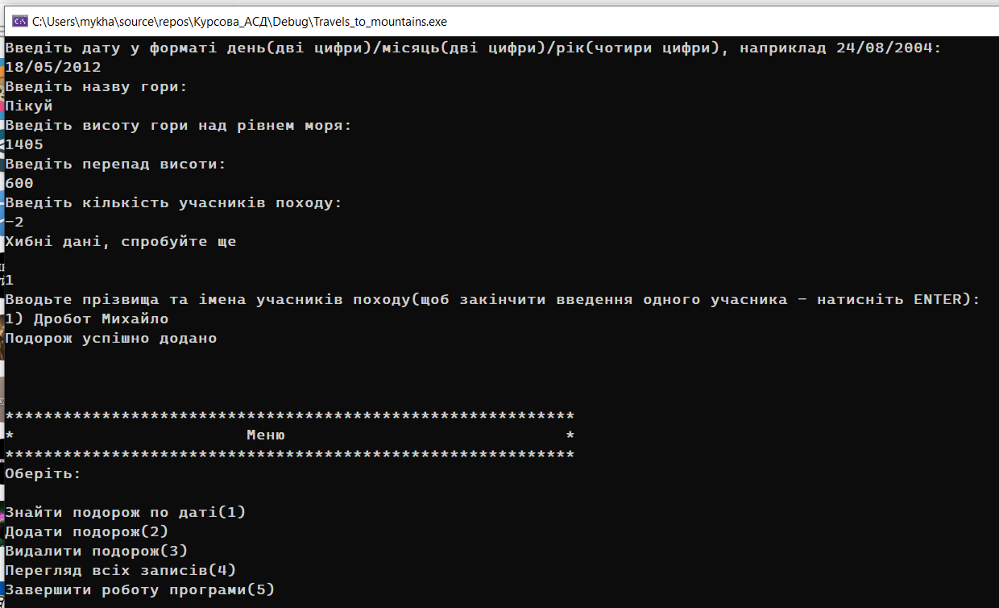 C:\Users\mykha\source\repos\Курсова_АСД\Debug\Travels_to_mountains.exe
Введіть дату у форматі день(дві цифри)/місяць(дві цифри)/рік(чотири цифри), наприклад 24/08/2004:
18/05/2012
Введіть назву гори:
Пікуй
Введіть висоту гори над рівнем моря:
1405
Введіть перепад висоти:
600
Введіть кількість учасників походу:
-2
Хибні дані, спробуйте ще
1
Вводьте прізвища та імена учасників походу(щоб закінчити введення одного учасника - натисніть ENTER):
1) Дробот Михайло
Подорож успішно додано
***********************************************************
* Меню *
***********************************************************
Оберіть:
Знайти подорож по даті(1)
Додати подорож(2)
Видалити подорож(3)
Перегляд всіх записів(4)
Завершити роботу програми(5)